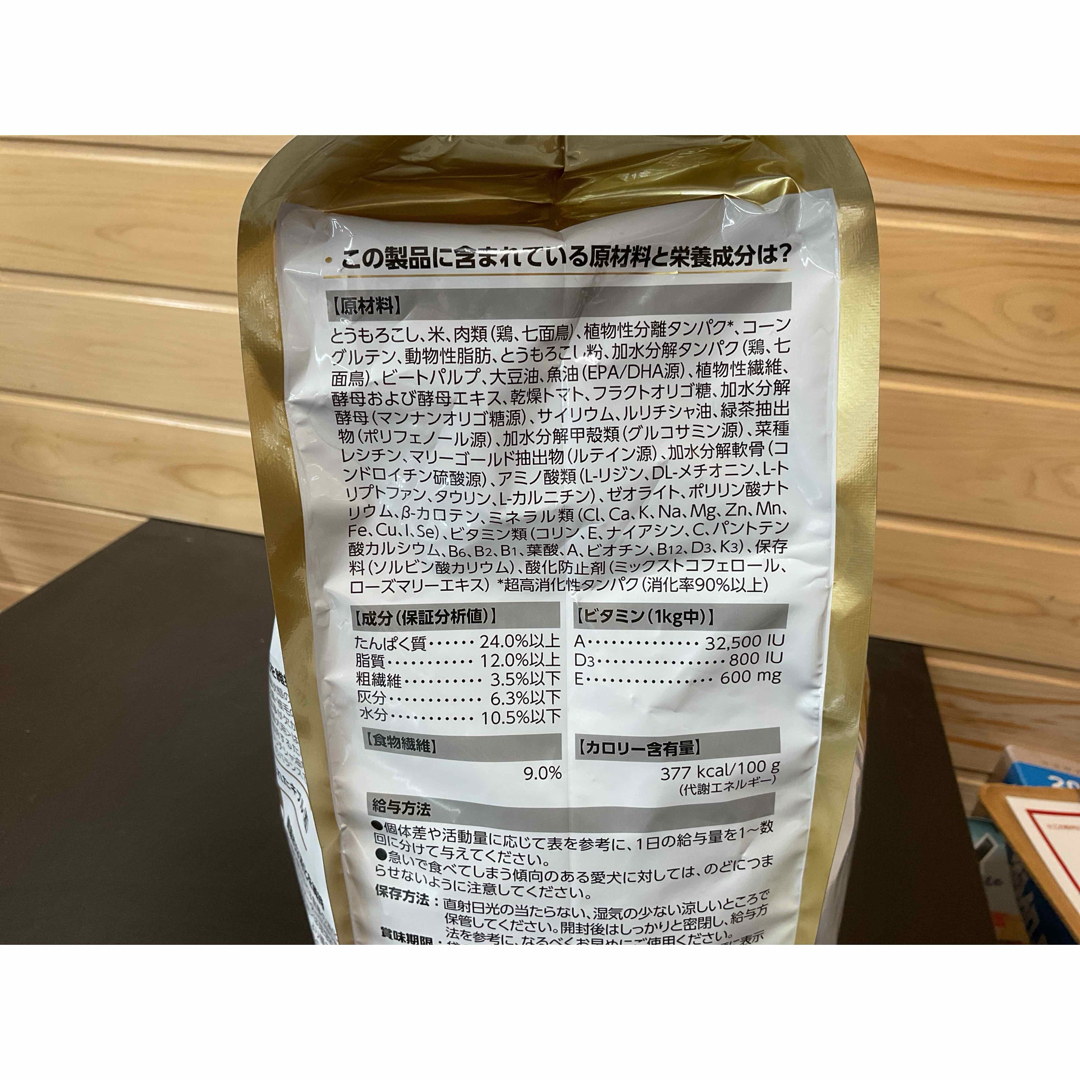 ・この製品に含まれている原材料と栄養成分は?
【原材料】
とうもろこし、米、肉類(鶏、七面鳥)、植物性分離タンパク*、コーン
グルテン、動物性脂肪、とうもろこし粉、加水分解タンパク(鶏、七
面鳥)、ビートパルプ、大豆油、魚油(EPA/DHA源)、植物性繊維、
酵母および酵母エキス、乾燥トマト、フラクトオリゴ糖、加水分解
酵母(マンナンオリゴ糖源)、サイリウム、ルリチシャ油、緑茶抽出
物(ポリフェノール源)、加水分解甲殻類(グルコサミン源)、菜種
レシチン、マリーゴールド抽出物(ルテイン源)、加水分解軟骨(コ
ンドロイチン硫酸源)、アミノ酸類(L-リジン、DL-メチオニン、L-ト
リプトファン、タウリン、L-カルニチン)、ゼオライト、ポリリン酸ナト
リウム、β-カロテン、ミネラル類(Cl、Ca、K、Na、Mg、Zn、Mn、
Fe、Cu、I、Se)、ビタミン類(コリン、E、ナイアシン、C、パントテン
酸カルシウム、B6、B2、B1、葉酸、A、ビオチン、B12、D3、K3)、保存
料(ソルビン酸カリウム)、酸化防止剤(ミックストコフェロール、
ローズマリーエキス) *超高消化性タンパク(消化率90%以上)
【成分(保証分析値)】
たんぱく質‥‥‥ 24.0%以上
脂質‥‥‥‥‥‥ 12.0%以上
粗繊維‥‥‥‥‥ 3.5%以下
灰分‥‥‥‥‥‥ 6.3%以下
水分‥‥‥‥‥‥ 10.5%以下
【食物繊維】
9.0%
【ビタミン(1kg中)】
A‥‥‥‥‥‥‥ 32,500 IU
D3‥‥‥‥‥‥‥‥ 800 IU
E‥‥‥‥‥‥‥‥ 600 mg
【カロリー含有量】
377 kcal/100 g
(代謝エネルギー)
給与方法
●個体差や活動量に応じて表を参考に、1日の給与量を1〜数
回に分けて与えてください。
●急いで食べてしまう傾向のある愛犬に対しては、のどにつま
らせないように注意してください。
保存方法:直射日光の当たらない、湿気の少ない涼しいところで
保管してください。開封後はしっかりと密閉し、給与方
法を参考に、なるべくお早めにご使用ください。
賞味期限:
に表示